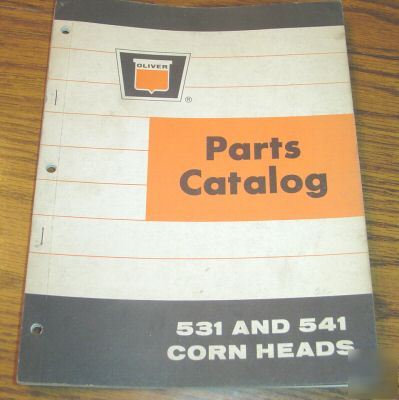 OLIVER
®
Parts
Catalog
531 AND 541
CORN HEADS